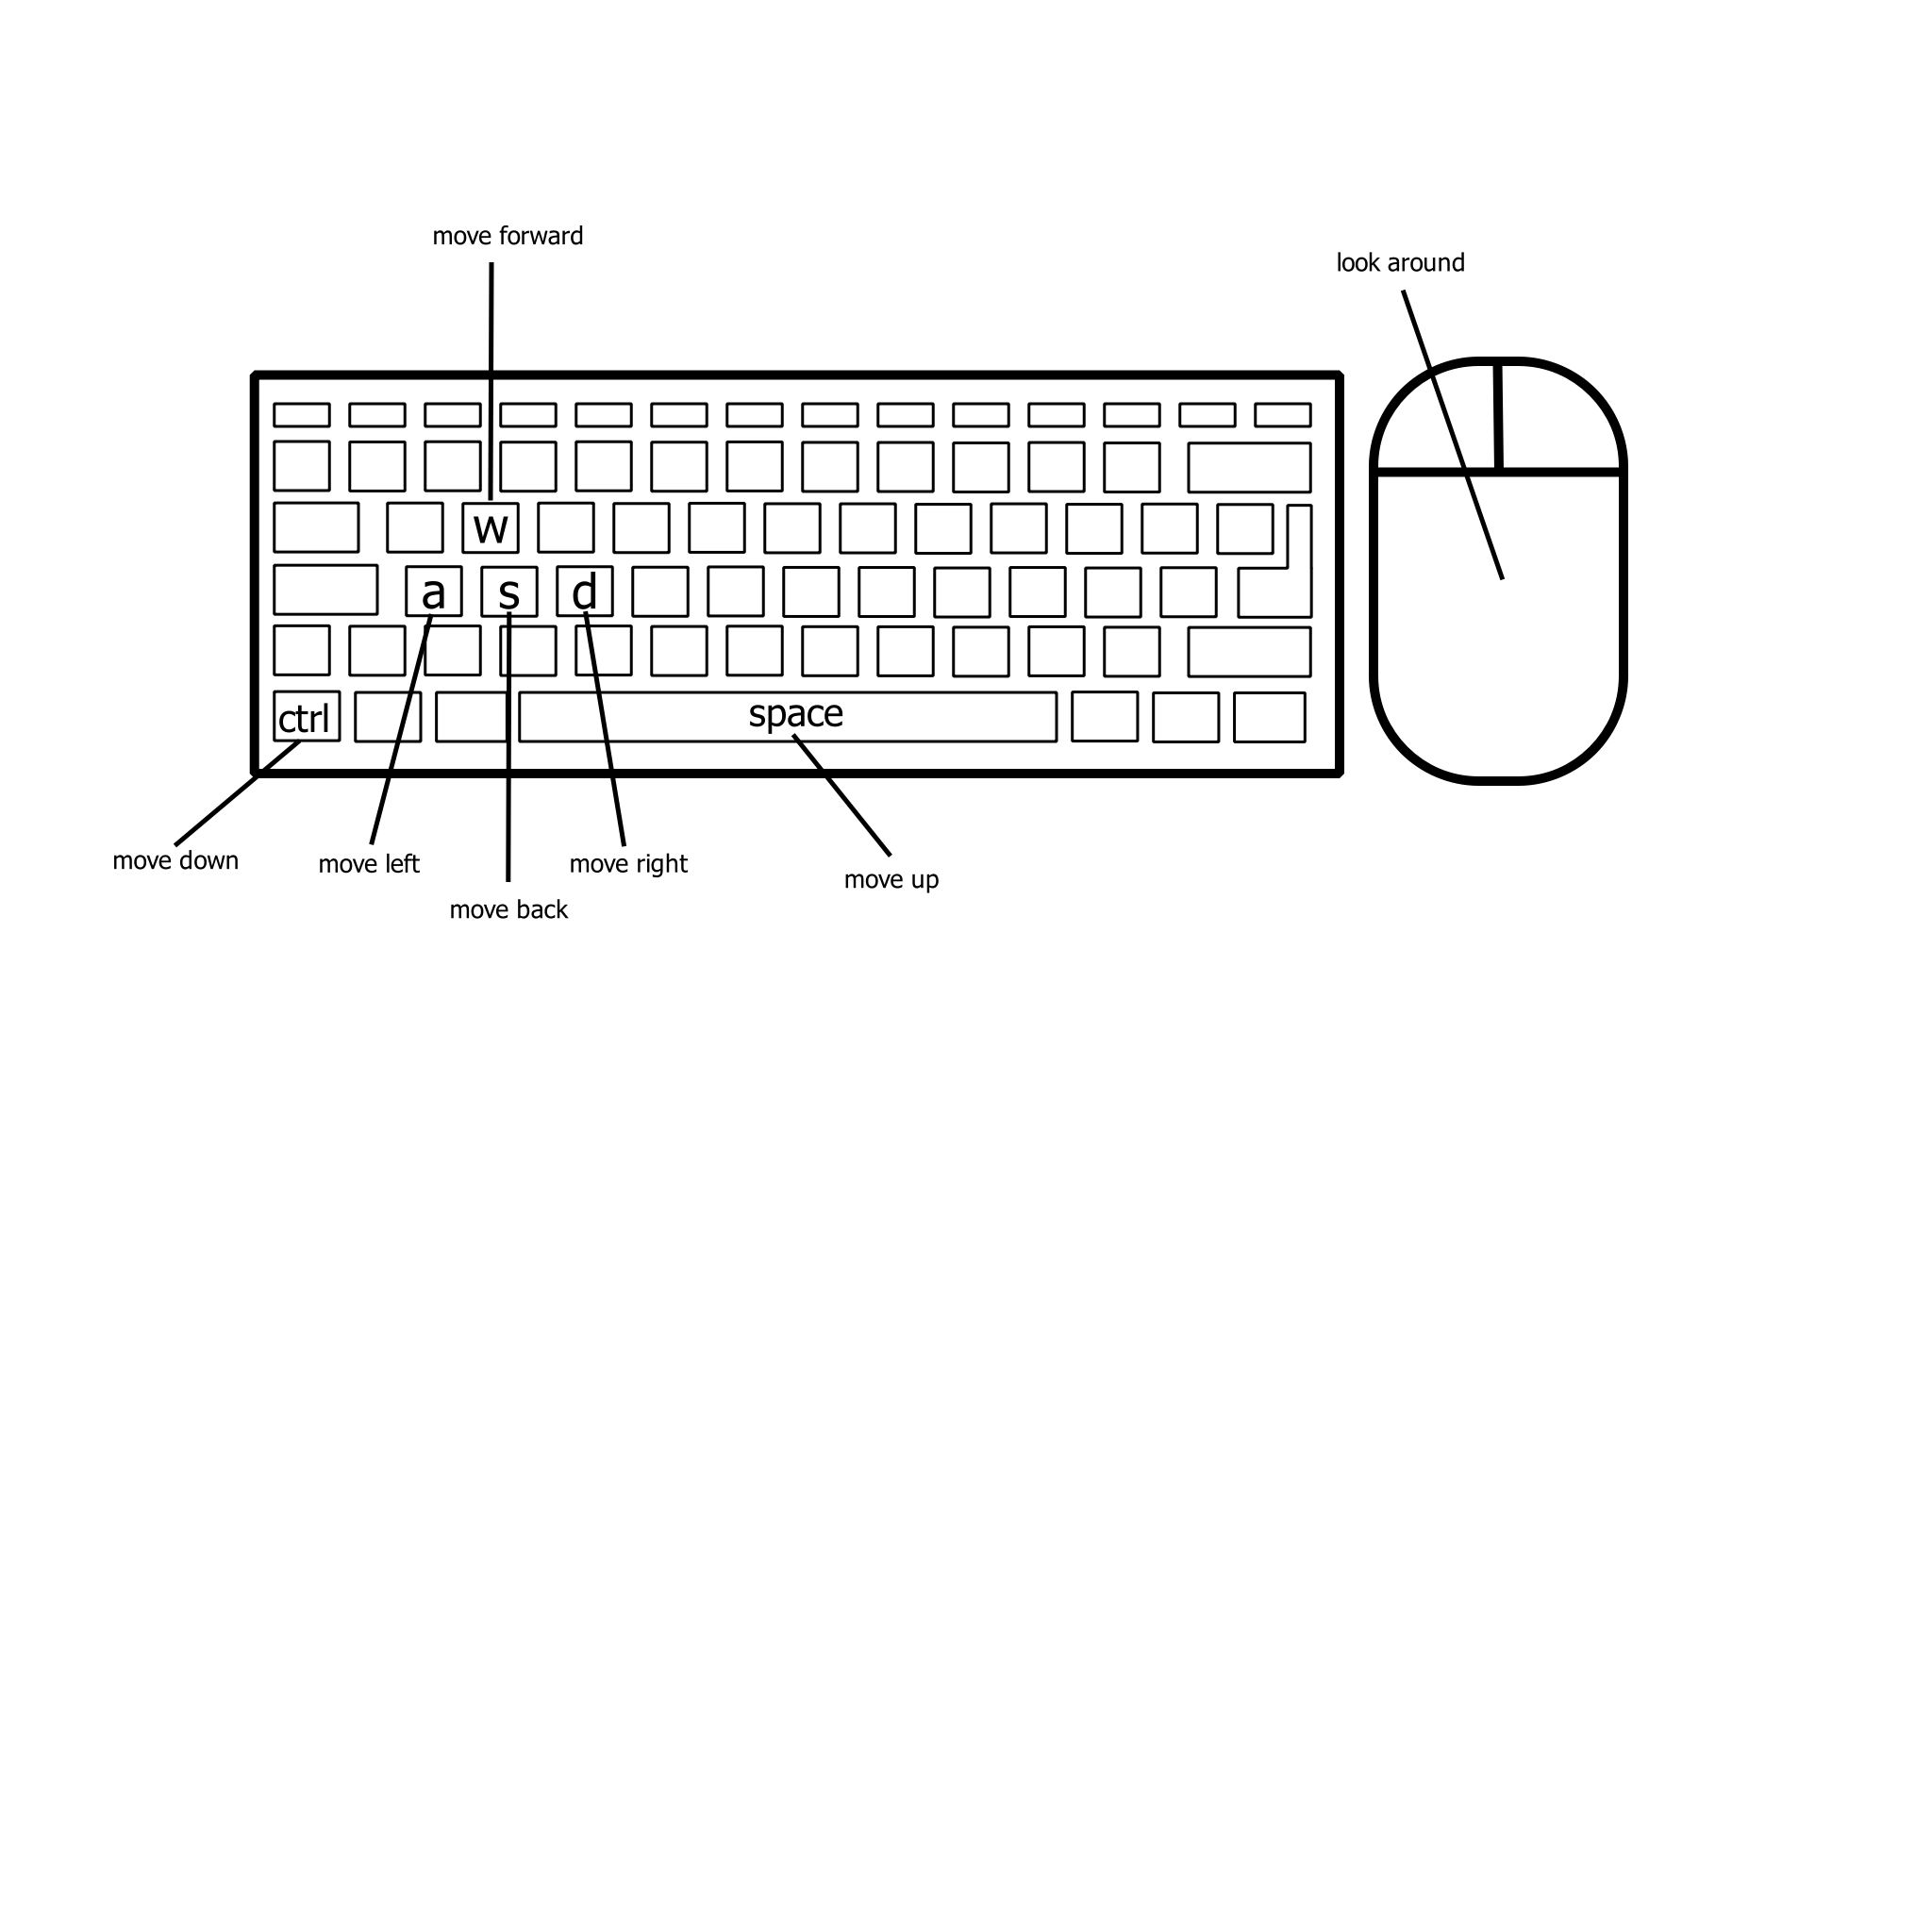 move forward
look around
w
a s d
ctrl space
move down
move left
move right
move up
move back